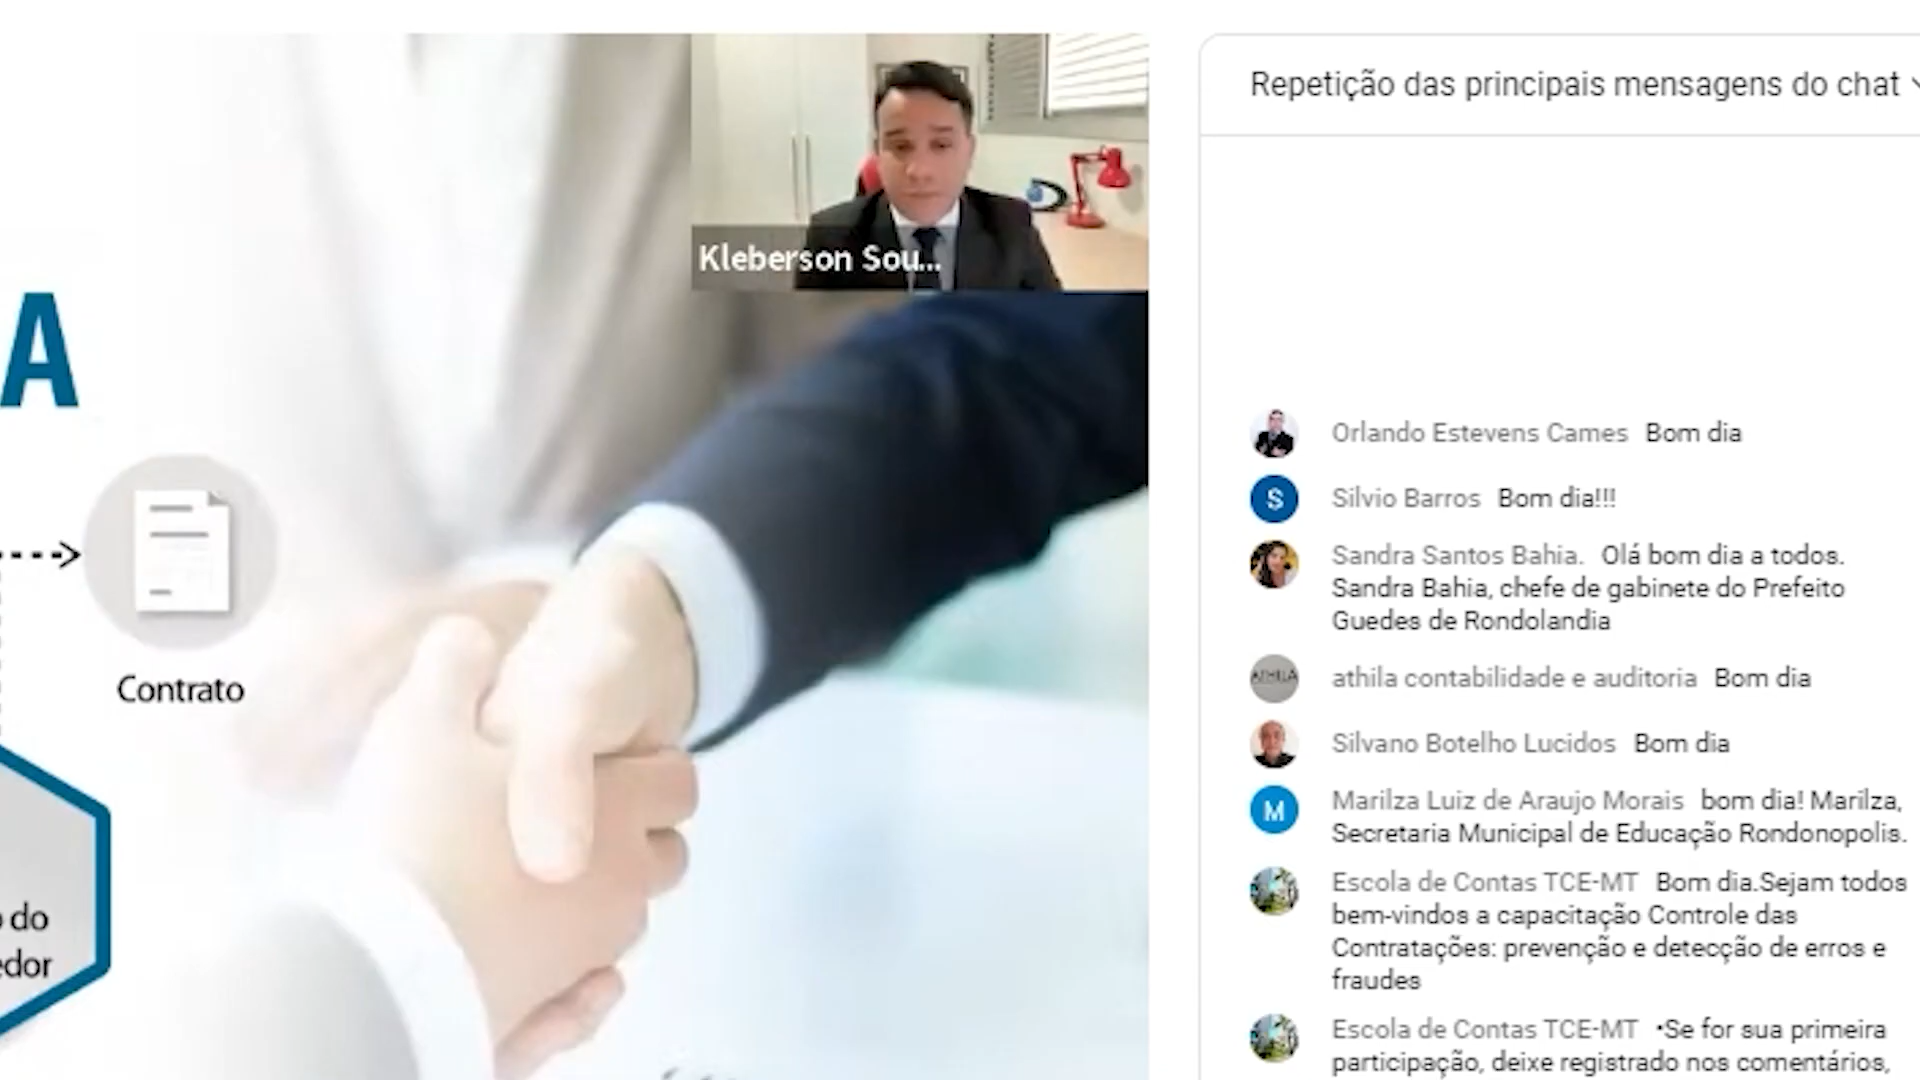 Repetição das principais mensagens do chat
Kleberson Sou...
A
Contrato
do
edor
Orlando Estevens Cames Bom dia
S
Silvio Barros Bom dia!!!
Sandra Santos Bahia. Olá bom dia a todos.
Sandra Bahia, chefe de gabinete do Prefeito
Guedes de Rondolandia
ATHILA
athila contabilidade e auditoria Bom dia
Silvano Botelho Lucidos Bom dia
M
Marilza Luiz de Araujo Morais bom dia! Marilza,
Secretaria Municipal de Educação Rondonopolis.
Escola de Contas TCE-MT Bom dia.Sejam todos
bem-vindos a capacitação Controle das
Contratações: prevenção e detecção de erros e
fraudes
Escola de Contas TCE-MT •Se for sua primeira
participação, deixe registrado nos comentários,